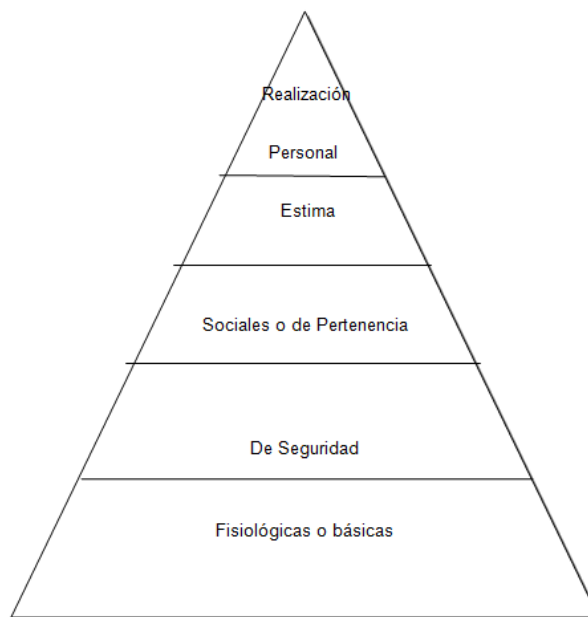 Realización
Personal
Estima
Sociales o de Pertenencia
De Seguridad
Fisiológicas o básicas